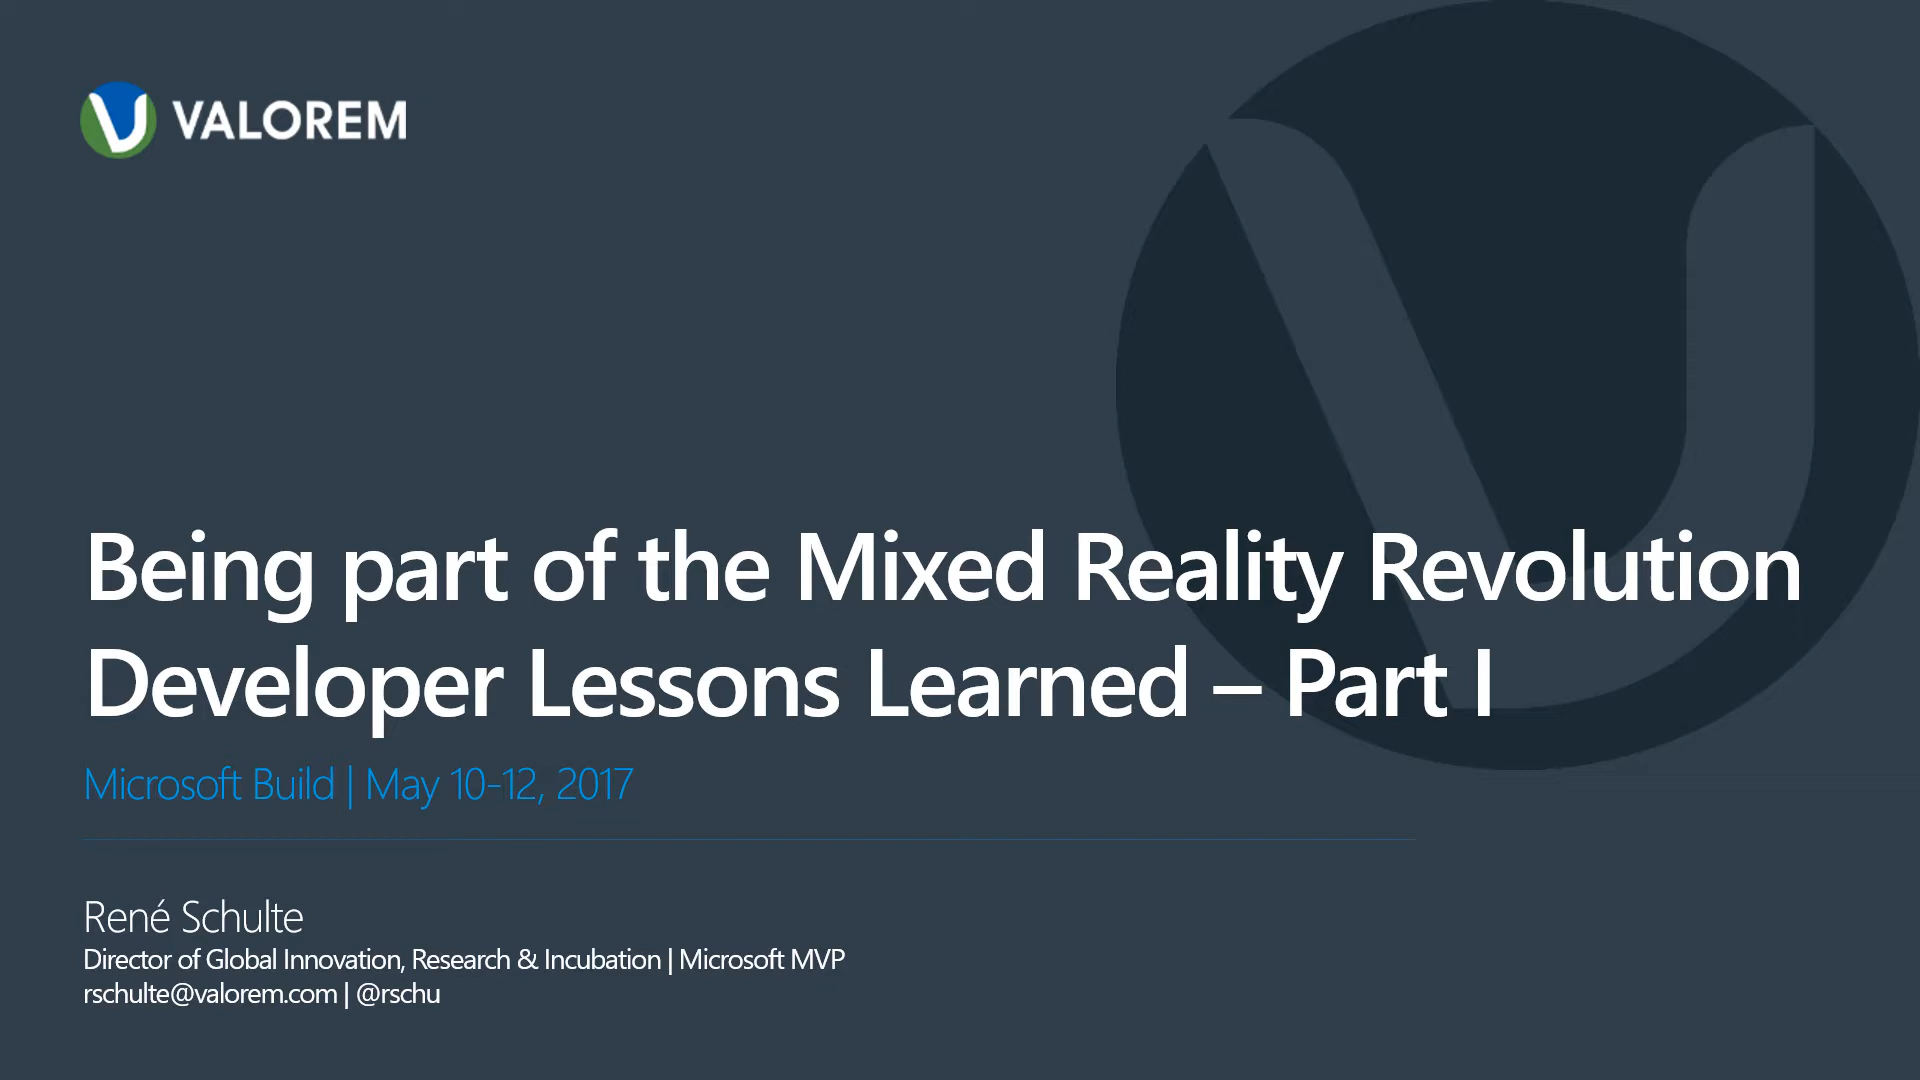 VALOREM
Being part of the Mixed Reality Revolution
Developer Lessons Learned – Part I
Microsoft Build | May 10-12, 2017
René Schulte
Director of Global Innovation, Research & Incubation | Microsoft MVP
rschulte@valorem.com | @rschu